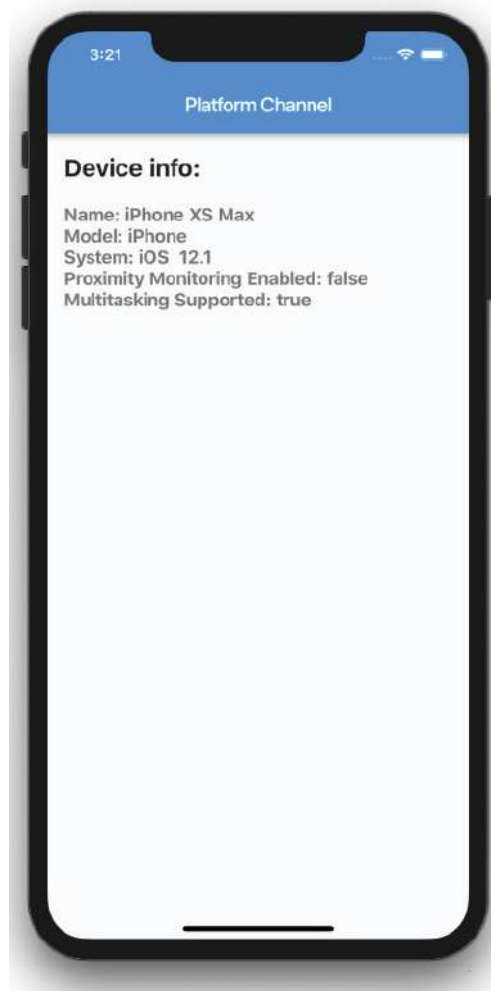 3:21
Platform Channel
Device info:
Name: iPhone XS Max
Model: iPhone
System: iOS 12.1
Proximity Monitoring Enabled: false
Multitasking Supported: true